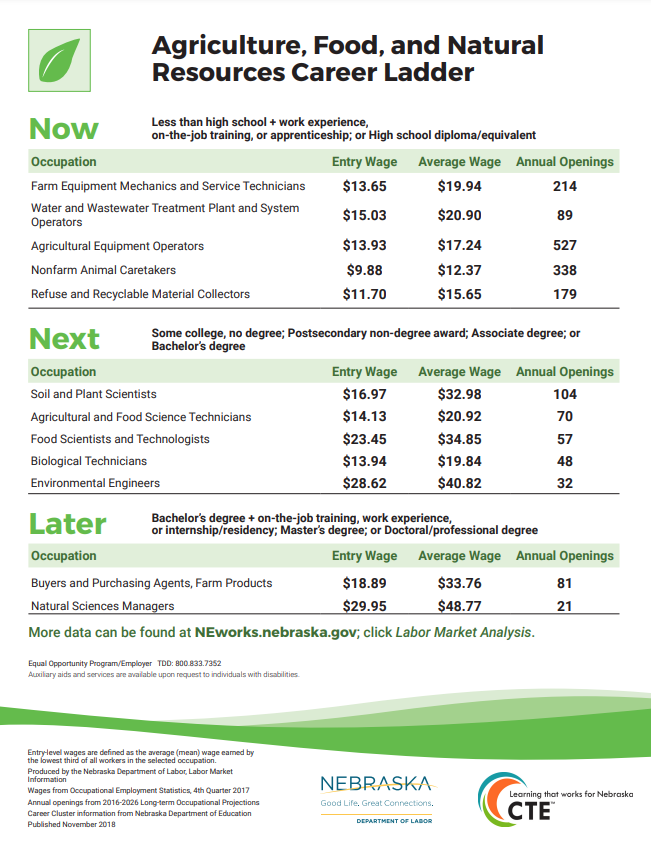 Agriculture, Food, and Natural
Resources Career Ladder
Now
Less than high school + work experience,
on-the-job training, or apprenticeship; or High school diploma/equivalent
Occupation Entry Wage Average Wage Annual Openings
Farm Equipment Mechanics and Service Technicians $13.65 $19.94 214
Water and Wastewater Treatment Plant and System
Operators $15.03 $20.90 89
Agricultural Equipment Operators $13.93 $17.24 527
Nonfarm Animal Caretakers $9.88 $12.37 338
Refuse and Recyclable Material Collectors $11.70 $15.65 179
Next
Some college, no degree; Postsecondary non-degree award; Associate degree; or
Bachelor's degree
Occupation Entry Wage Average Wage Annual Openings
Soil and Plant Scientists $16.97 $32.98 104
Agricultural and Food Science Technicians $14.13 $20.92 70
Food Scientists and Technologists $23.45 $34.85 57
Biological Technicians $13.94 $19.84 48
Environmental Engineers $28.62 $40.82 32
Later
Bachelor's degree + on-the-job training, work experience,
or internship/residency; Master's degree; or Doctoral/professional degree
Occupation Entry Wage Average Wage Annual Openings
Buyers and Purchasing Agents, Farm Products $18.89 $33.76 81
Natural Sciences Managers $29.95 $48.77 21
More data can be found at NEworks.nebraska.gov; click Labor Market Analysis.
Equal Opportunity Program/Employer TDD: 800.833.7352
Auxiliary aids and services are available upon request to individuals with disabilities.
Entry-level wages are defined as the average (mean) wage earned by
the lowest third of all workers in the selected occupation.
Produced by the Nebraska Department of Labor, Labor Market
Information
Wages from Occupational Employment Statistics, 4th Quarter 2017
Annual openings from 2016-2026 Long-term Occupational Projections
Career Cluster information from Nebraska Department of Education
Published November 2018
NEBRASKA
Good Life. Great Connections.
DEPARTMENT OF LABOR
Learning that works for Nebraska
CTE™